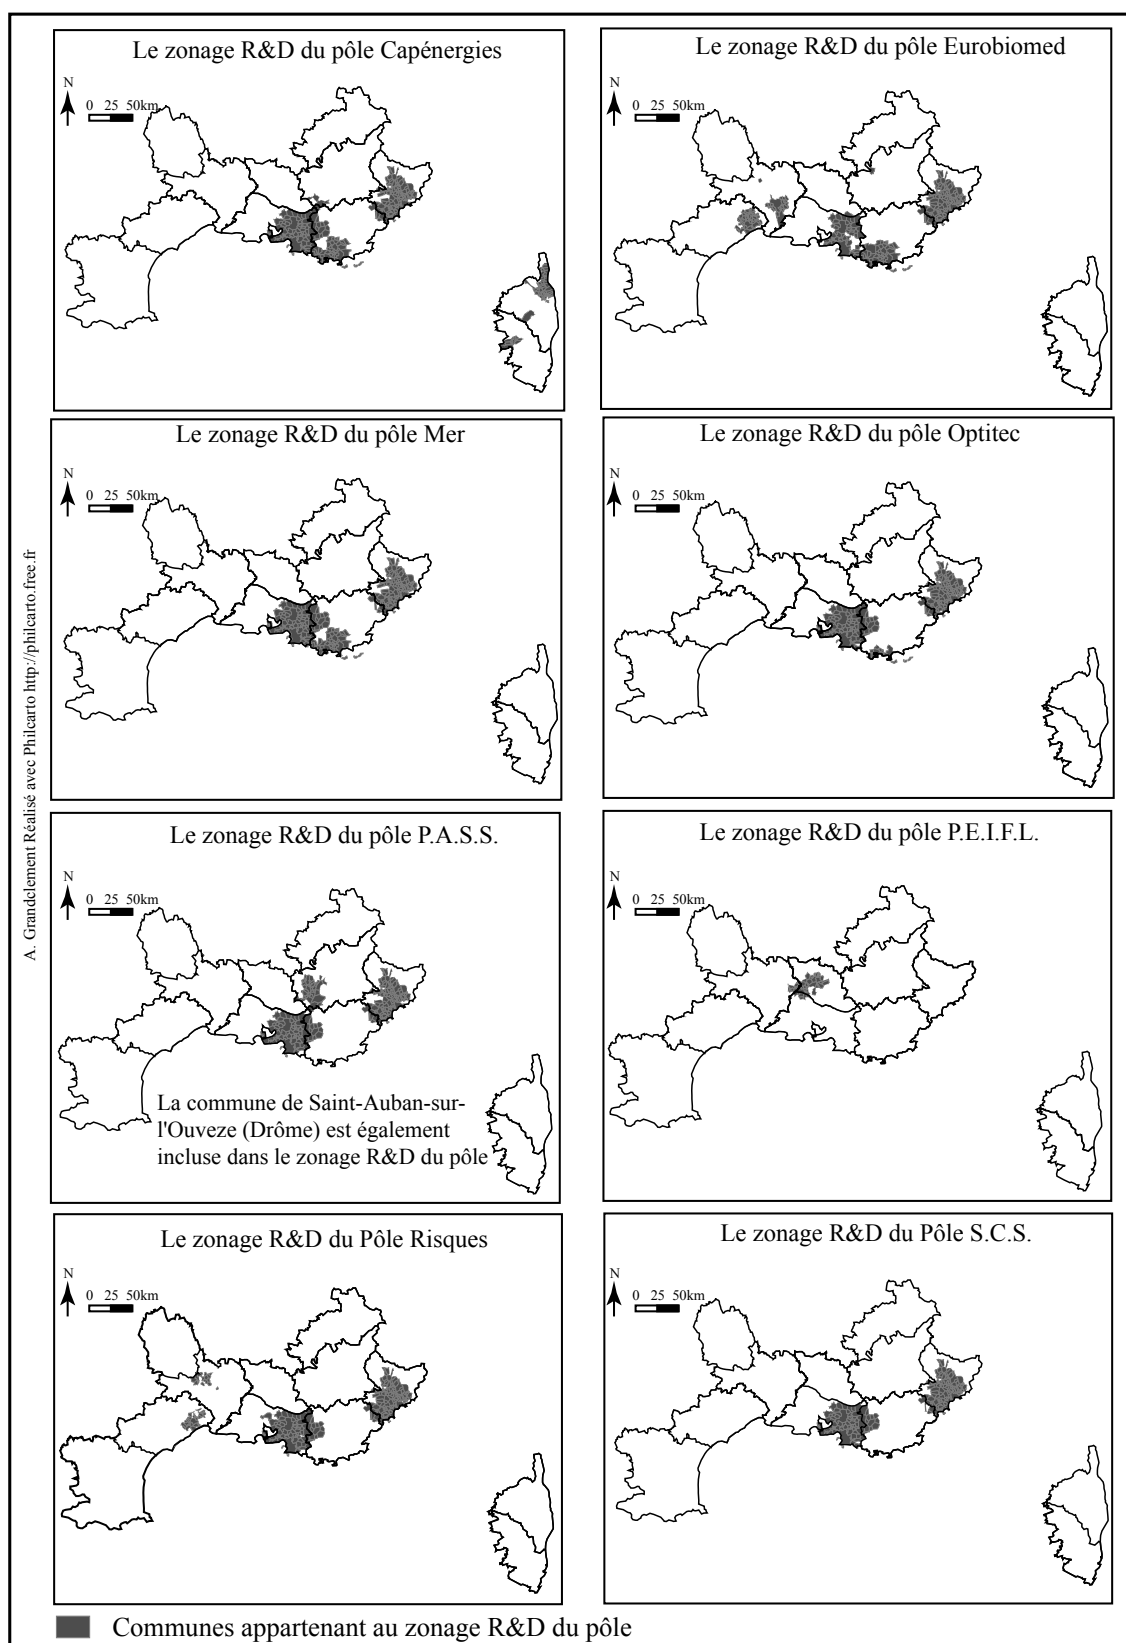 Le zonage R&D du pôle Capénergies
N
0 25 50km
Le zonage R&D du pôle Eurobiomed
N
0 25 50km
Le zonage R&D du pôle Mer
N
0 25 50km
Le zonage R&D du pôle Optitec
N
0 25 50km
A. Grandclement Réalisé avec Philcarto http://philcarto.free.fr
Le zonage R&D du pôle P.A.S.S.
N
0 25 50km
La commune de Saint-Auban-sur-
l'Ouveze (Drôme) est également
incluse dans le zonage R&D du pôle
Le zonage R&D du pôle P.E.I.F.L.
N
0 25 50km
Le zonage R&D du Pôle Risques
N
0 25 50km
Le zonage R&D du Pôle S.C.S.
N
0 25 50km
Communes appartenant au zonage R&D du pôle